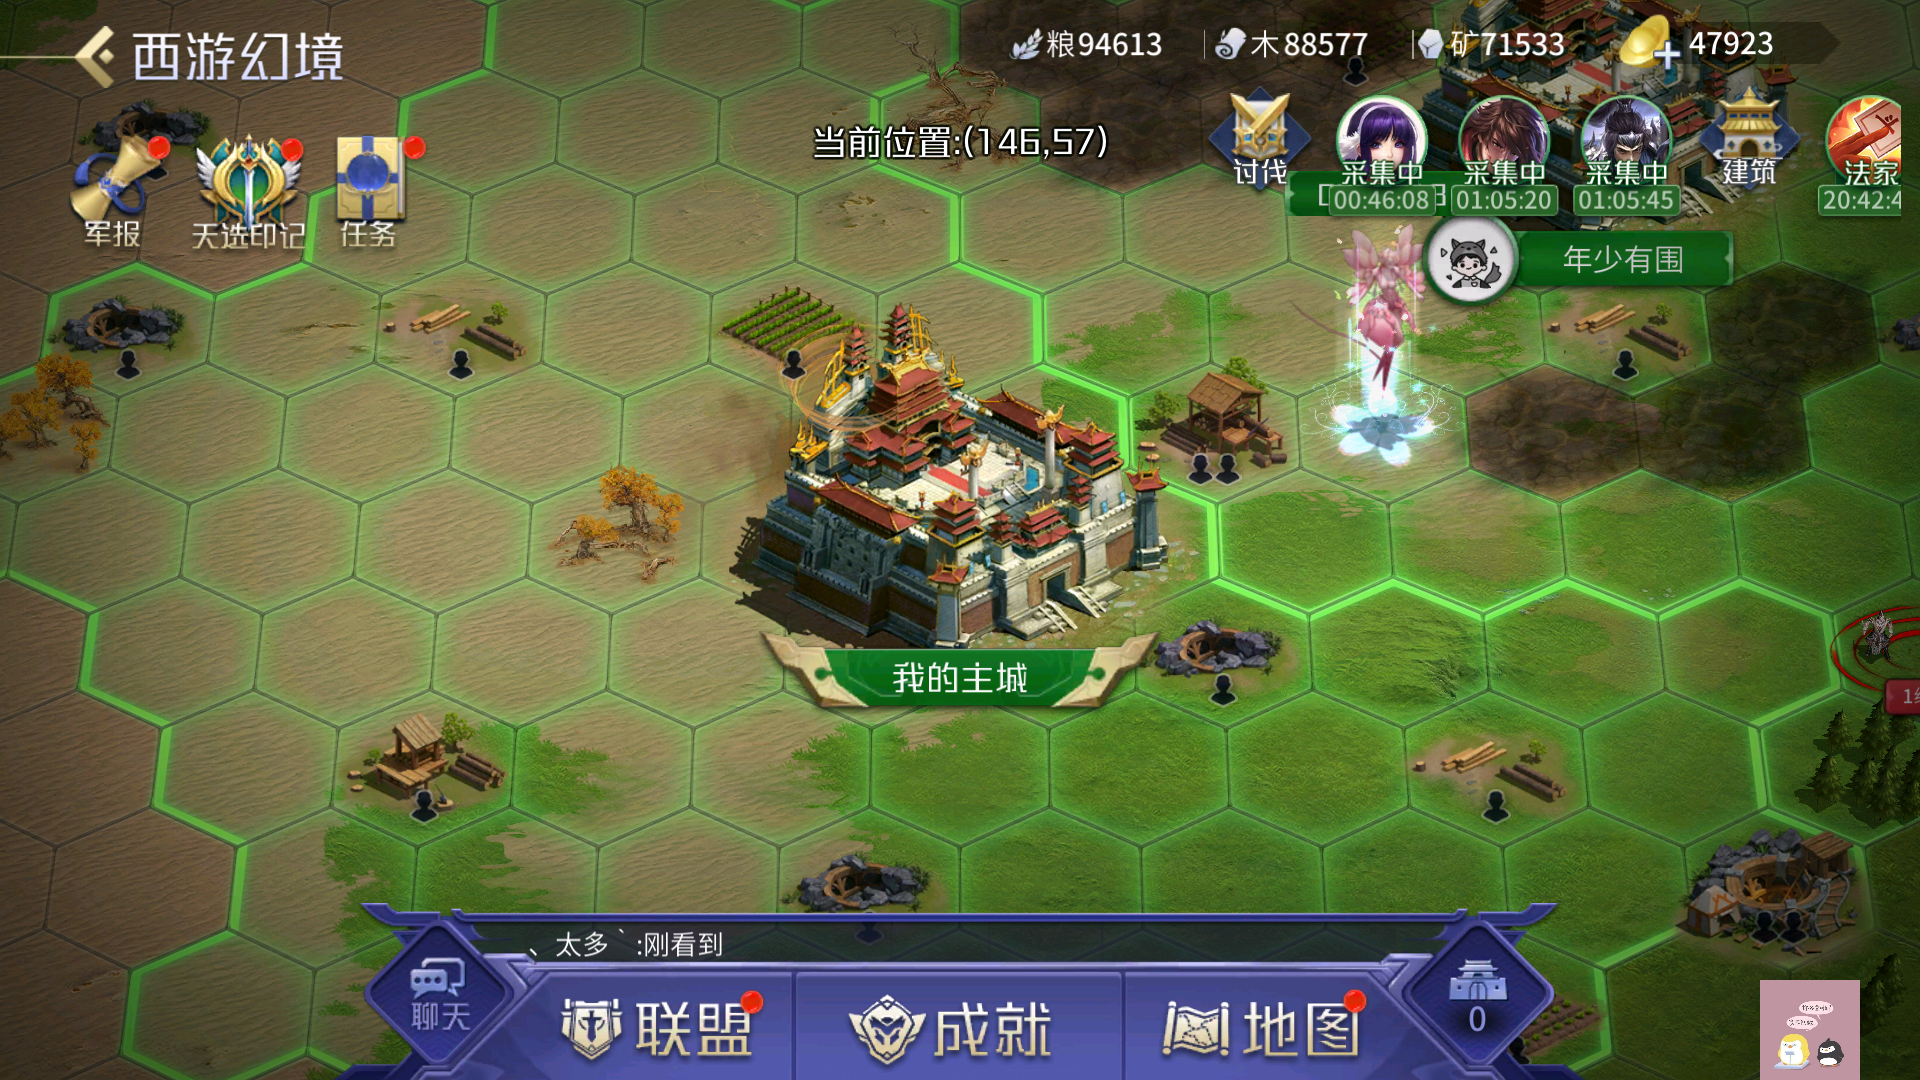 西游幻境
粮94613
木88577
矿71533
47923
当前位置:(146,57)
军报
天选印记
任务
讨伐
采集中
00:46:08
采集中
01:05:20
采集中
01:05:45
建筑
法家
20:42:4
年少有围
我的主城
、太多`:刚看到
聊天
联盟
成就
地图
0